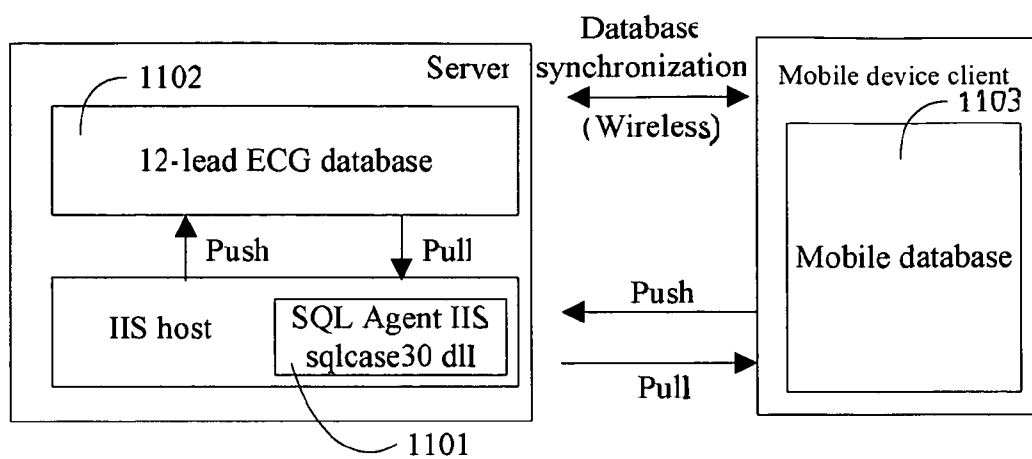 Database
synchronization
(Wireless)
Server
1102
12-lead ECG database
Push
Pull
IIS host
SQL Agent IIS
sqlcase30 dll
1101
Push
Pull
Mobile device client
1103
Mobile database